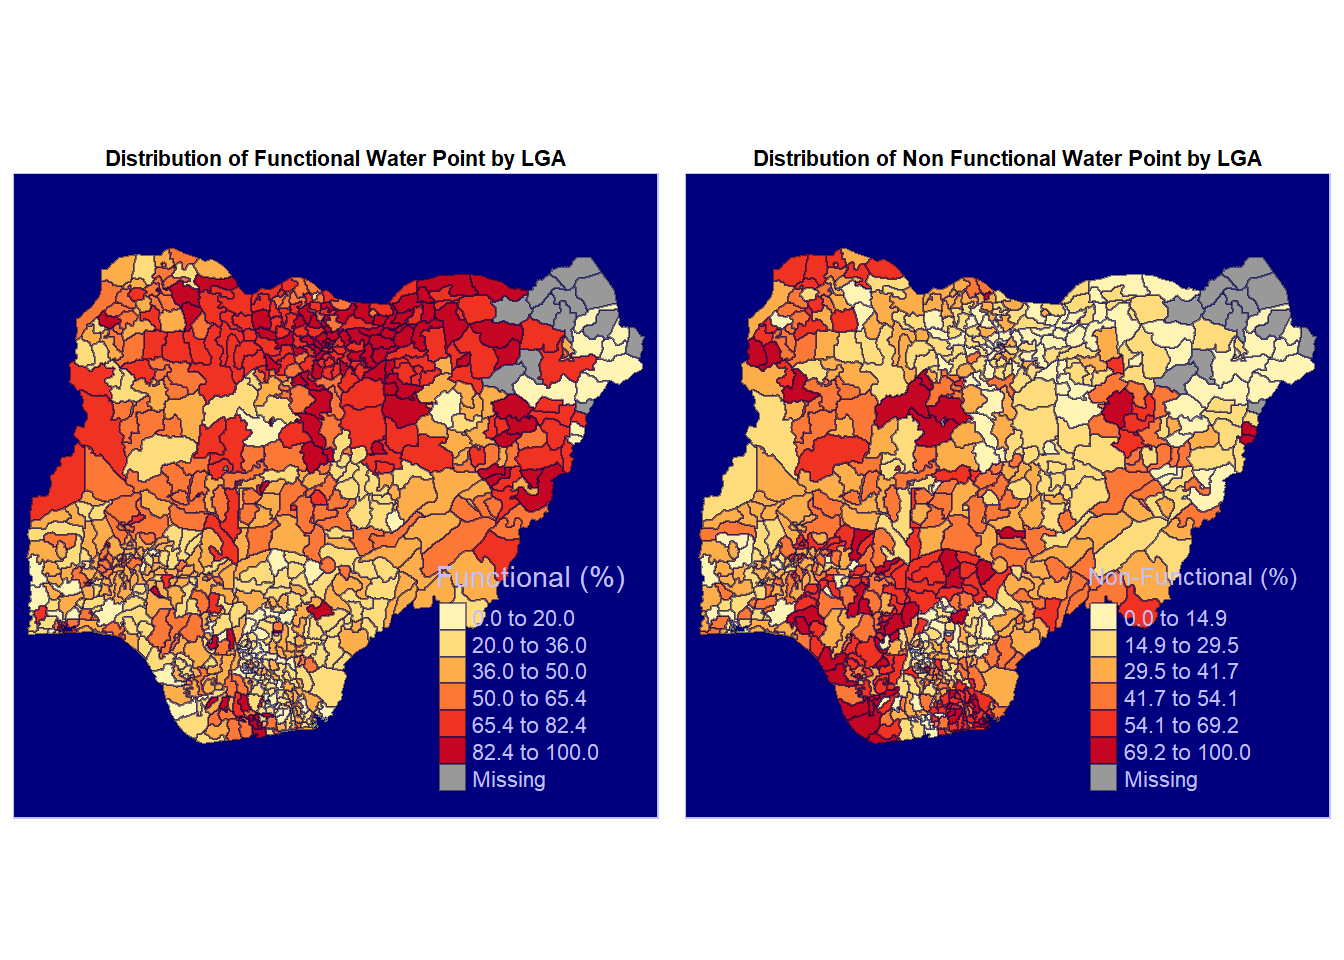 Distribution of Functional Water Point by LGA
Functional (%)
0.0 to 20.0
20.0 to 36.0
36.0 to 50.0
50.0 to 65.4
65.4 to 82.4
82.4 to 100.0
Missing
Distribution of Non Functional Water Point by LGA
Non-Functional (%)
0.0 to 14.9
14.9 to 29.5
29.5 to 41.7
41.7 to 54.1
54.1 to 69.2
69.2 to 100.0
Missing